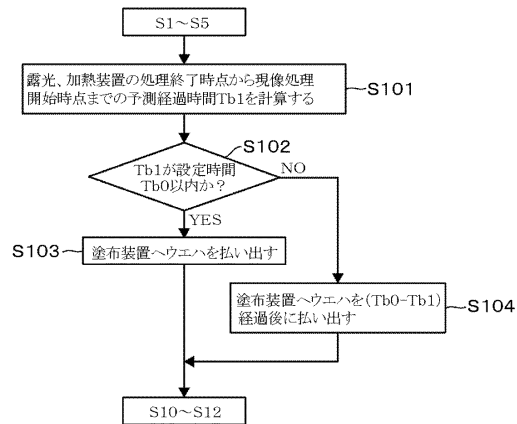 S1～S5
露光、加熱装置の処理終了時点から現像処理
開始時点までの予測経過時間Tb1を計算する
S101
S102
Tb1が設定時間
Tb0以内か？
NO
YES
S103
塗布装置へウエハを払い出す
塗布装置へウエハを(Tb0-Tb1)
経過後に払い出す
S104
S10～S12